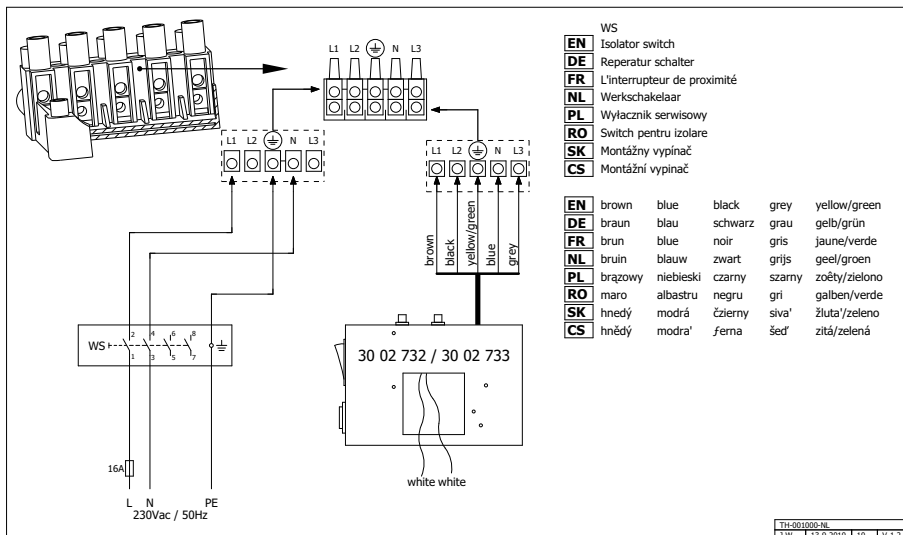 L1 L2 N L3
L1 L2 N L3
L1 L2 N L3
brown
black
yellow/green
blue
grey
2 4 6 8
WS
1 3 5 7
16A
L N PE
230Vac / 50Hz
30 02 732 / 30 02 733
white white
WS
EN Isolator switch
DE Reperatur schalter
FR L'interrupteur de proximité
NL Werkschakelaar
PL Wyłacznik serwisowy
RO Switch pentru izolare
SK Montážny vypínač
CS Montážní vypinač
EN brown blue black grey yellow/green
DE braun blau schwarz grau gelb/grün
FR brun blue noir gris jaune/verde
NL bruin blauw zwart grijs geel/groen
PL brązowy niebieski czarny szarny zoêty/zielono
RO maro albastru negru gri galben/verde
SK hnedý modrá čzierny siva' žluta'/zeleno
CS hnědý modra' ƒerna šeď zitá/zelená
TH-001000-NL